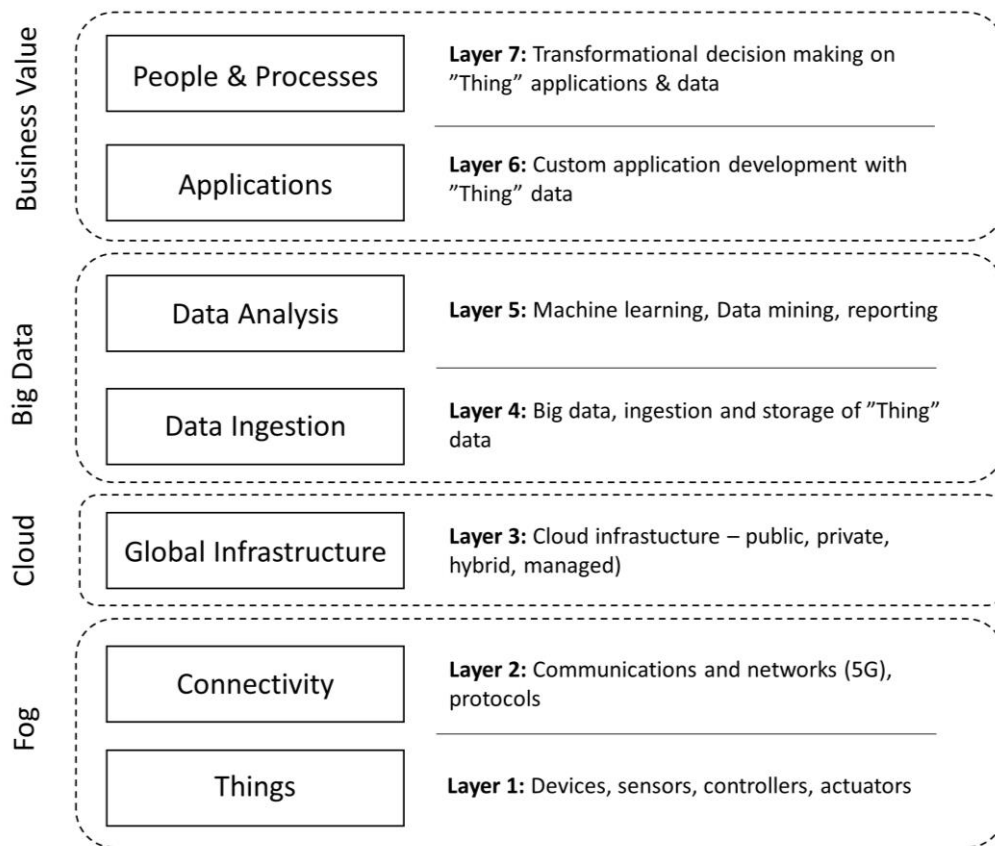 Business Value
People & Processes
Layer 7: Transformational decision making on
”Thing” applications & data
Applications
Layer 6: Custom application development with
”Thing” data
Big Data
Data Analysis
Layer 5: Machine learning, Data mining, reporting
Data Ingestion
Layer 4: Big data, ingestion and storage of ”Thing”
data
Cloud
Global Infrastructure
Layer 3: Cloud infrastucture – public, private,
hybrid, managed)
Fog
Connectivity
Layer 2: Communications and networks (5G),
protocols
Things
Layer 1: Devices, sensors, controllers, actuators